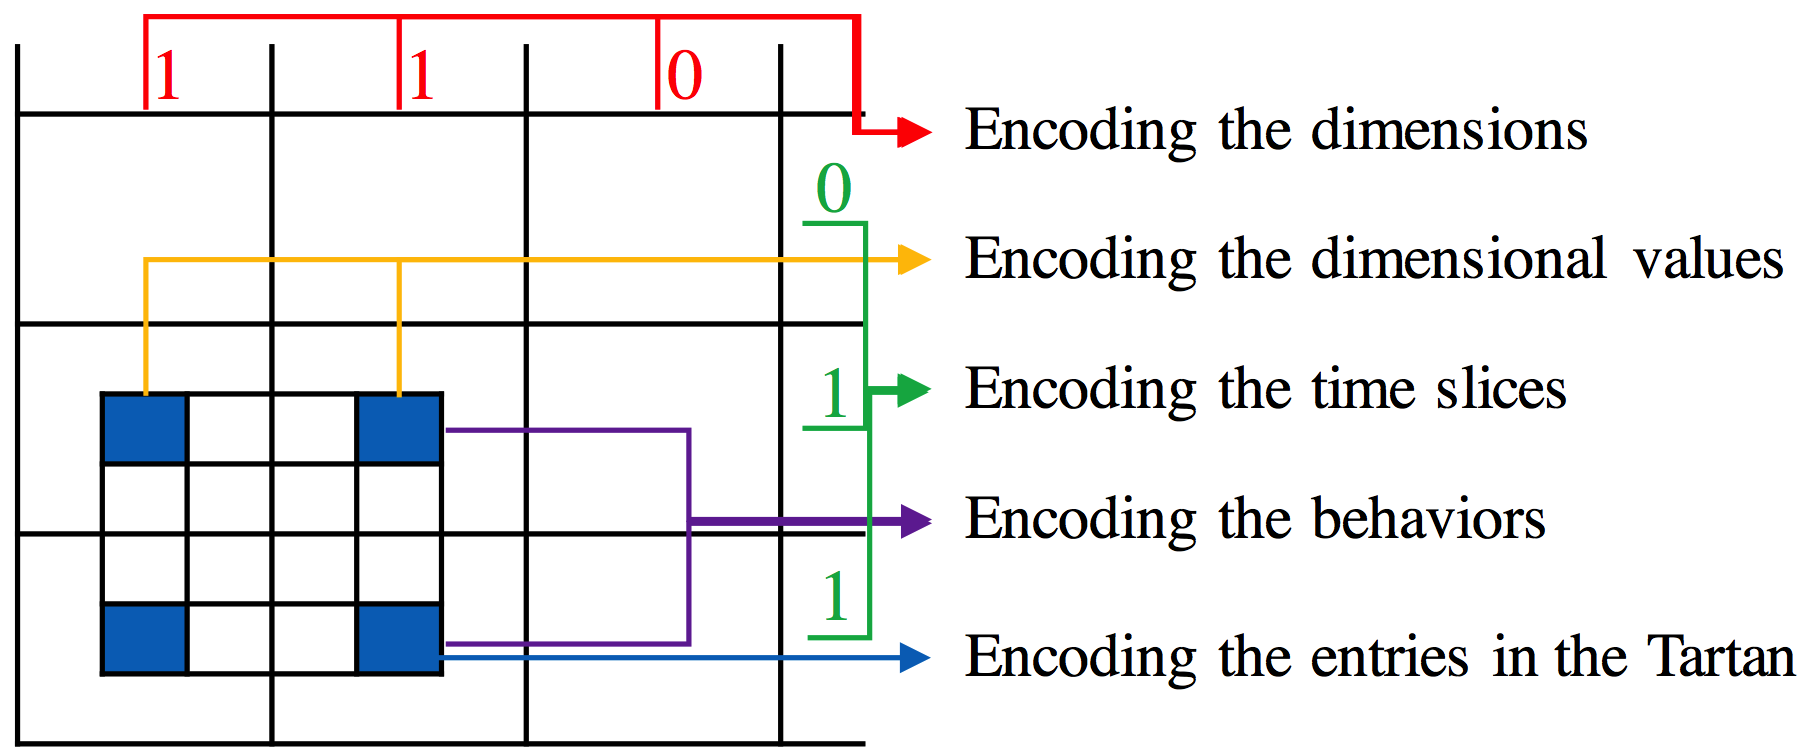 1 1 0
Encoding the dimensions
0
Encoding the dimensional values
1
Encoding the time slices
Encoding the behaviors
1
Encoding the entries in the Tartan